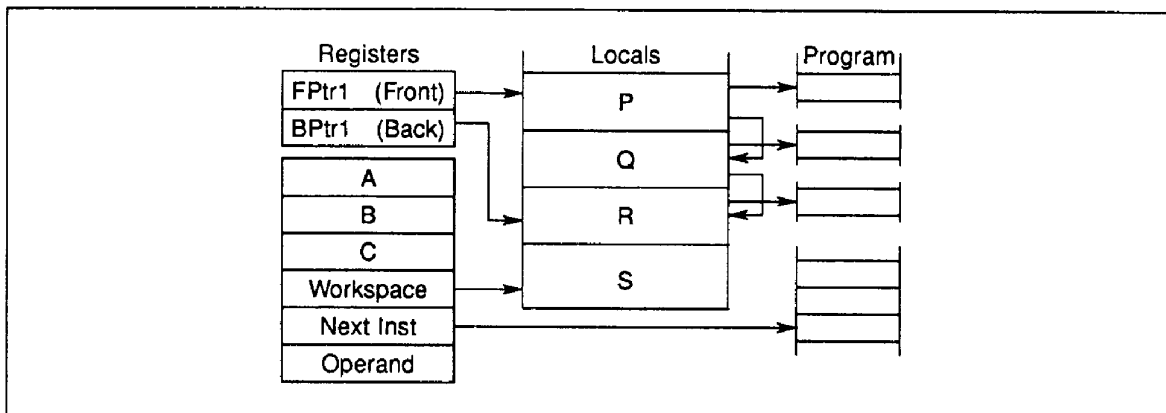 Registers
Locals
Program
FPtr1 (Front)
BPtr1 (Back)
P
Q
R
S
A
B
C
Workspace
Next Inst
Operand